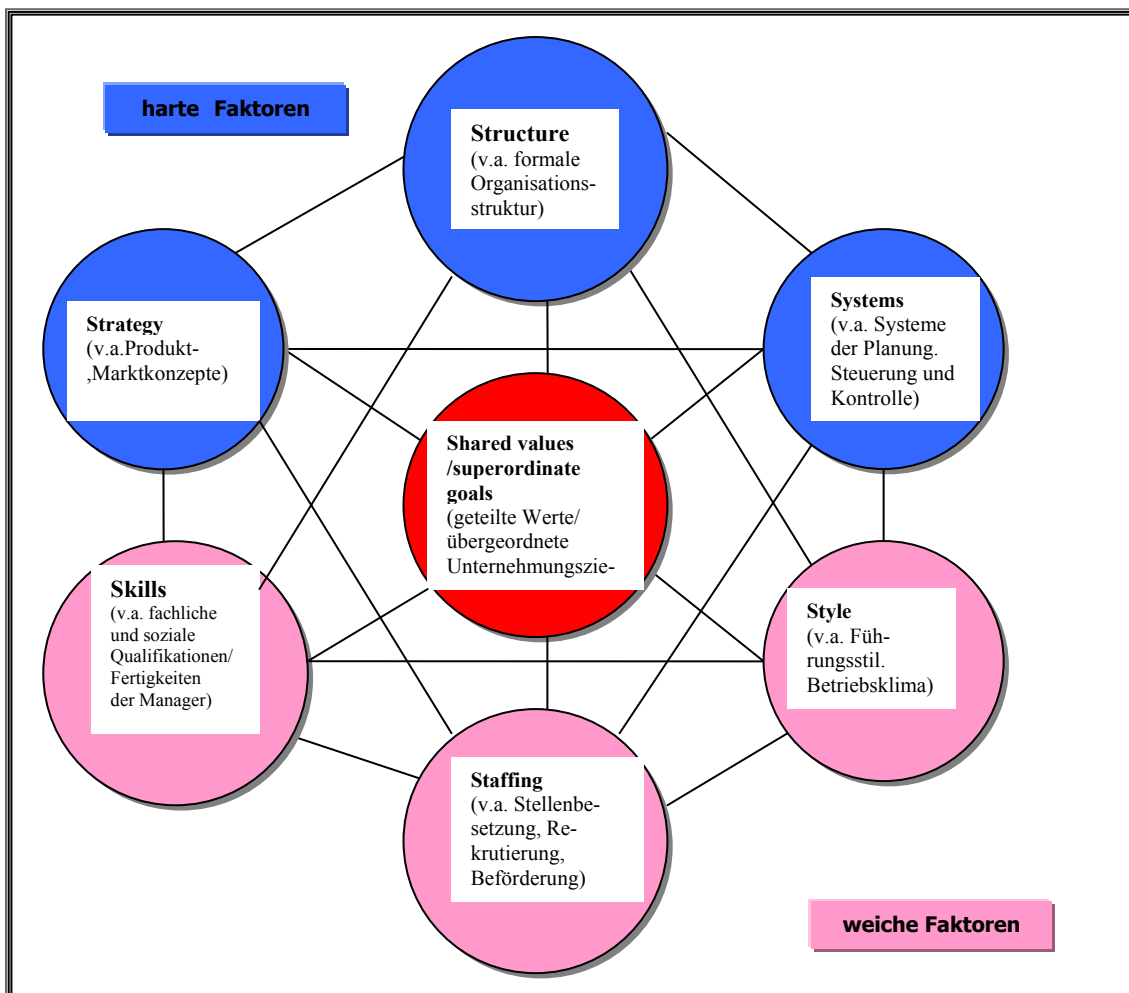 harte Faktoren
Structure
(v.a. formale
Organisations-
struktur)
Strategy
(v.a.Produkt-
,Marktkonzepte)
Systems
(v.a. Systeme
der Planung.
Steuerung und
Kontrolle)
Shared values
/superordinate
goals
(geteilte Werte/
übergeordnete
Unternehmungszie-
Skills
(v.a. fachliche
und soziale
Qualifikationen/
Fertigkeiten
der Manager)
Style
(v.a. Füh-
rungsstil.
Betriebsklima)
Staffing
(v.a. Stellenbe-
setzung, Re-
krutierung,
Beförderung)
weiche Faktoren